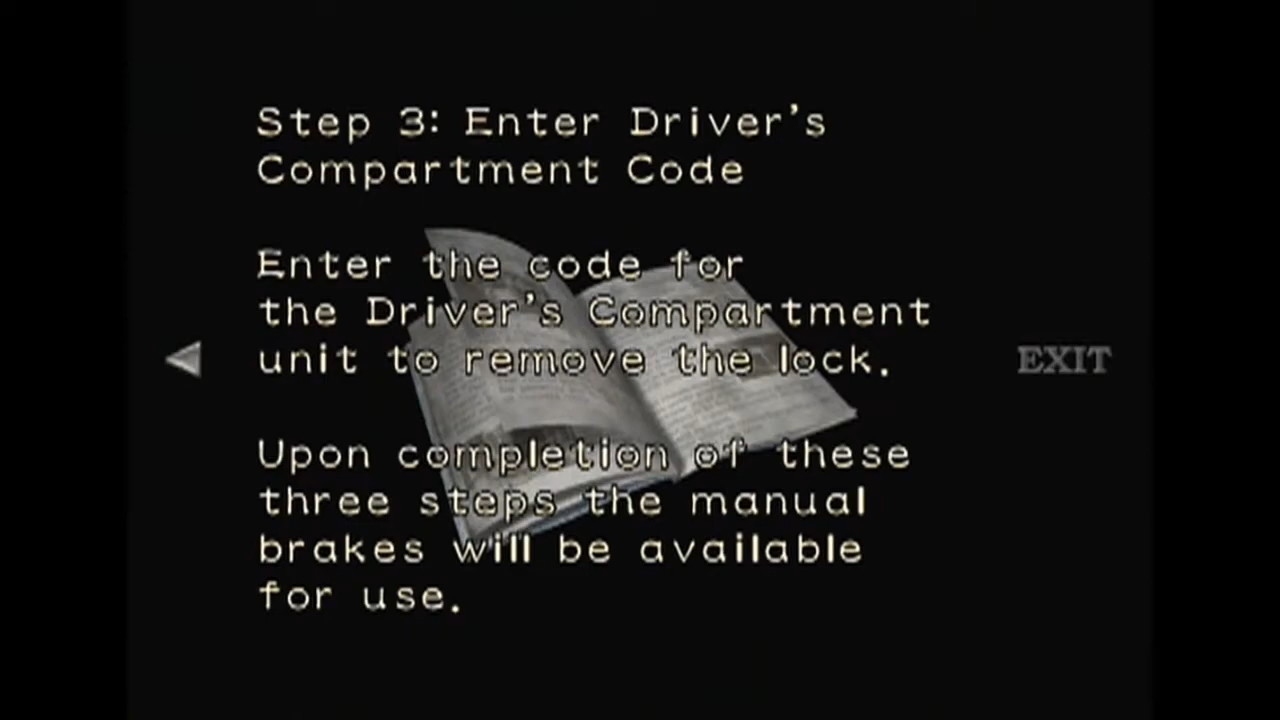 Step 3: Enter Driver's
Compartment Code
Enter the code for
the Driver's Compartment
unit to remove the lock.
EXIT
Upon completion of these
three steps the manual
brakes will be available
for use.